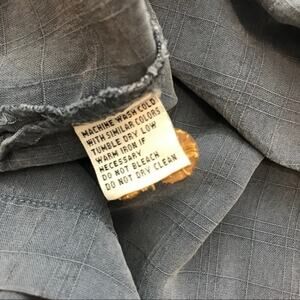 MACHINE WASH COLD
WITH SIMILAR COLORS
TUMBLE DRY LOW
WARM IRON IF
NECESSARY
DO NOT BLEACH
DO NOT DRY CLEAN